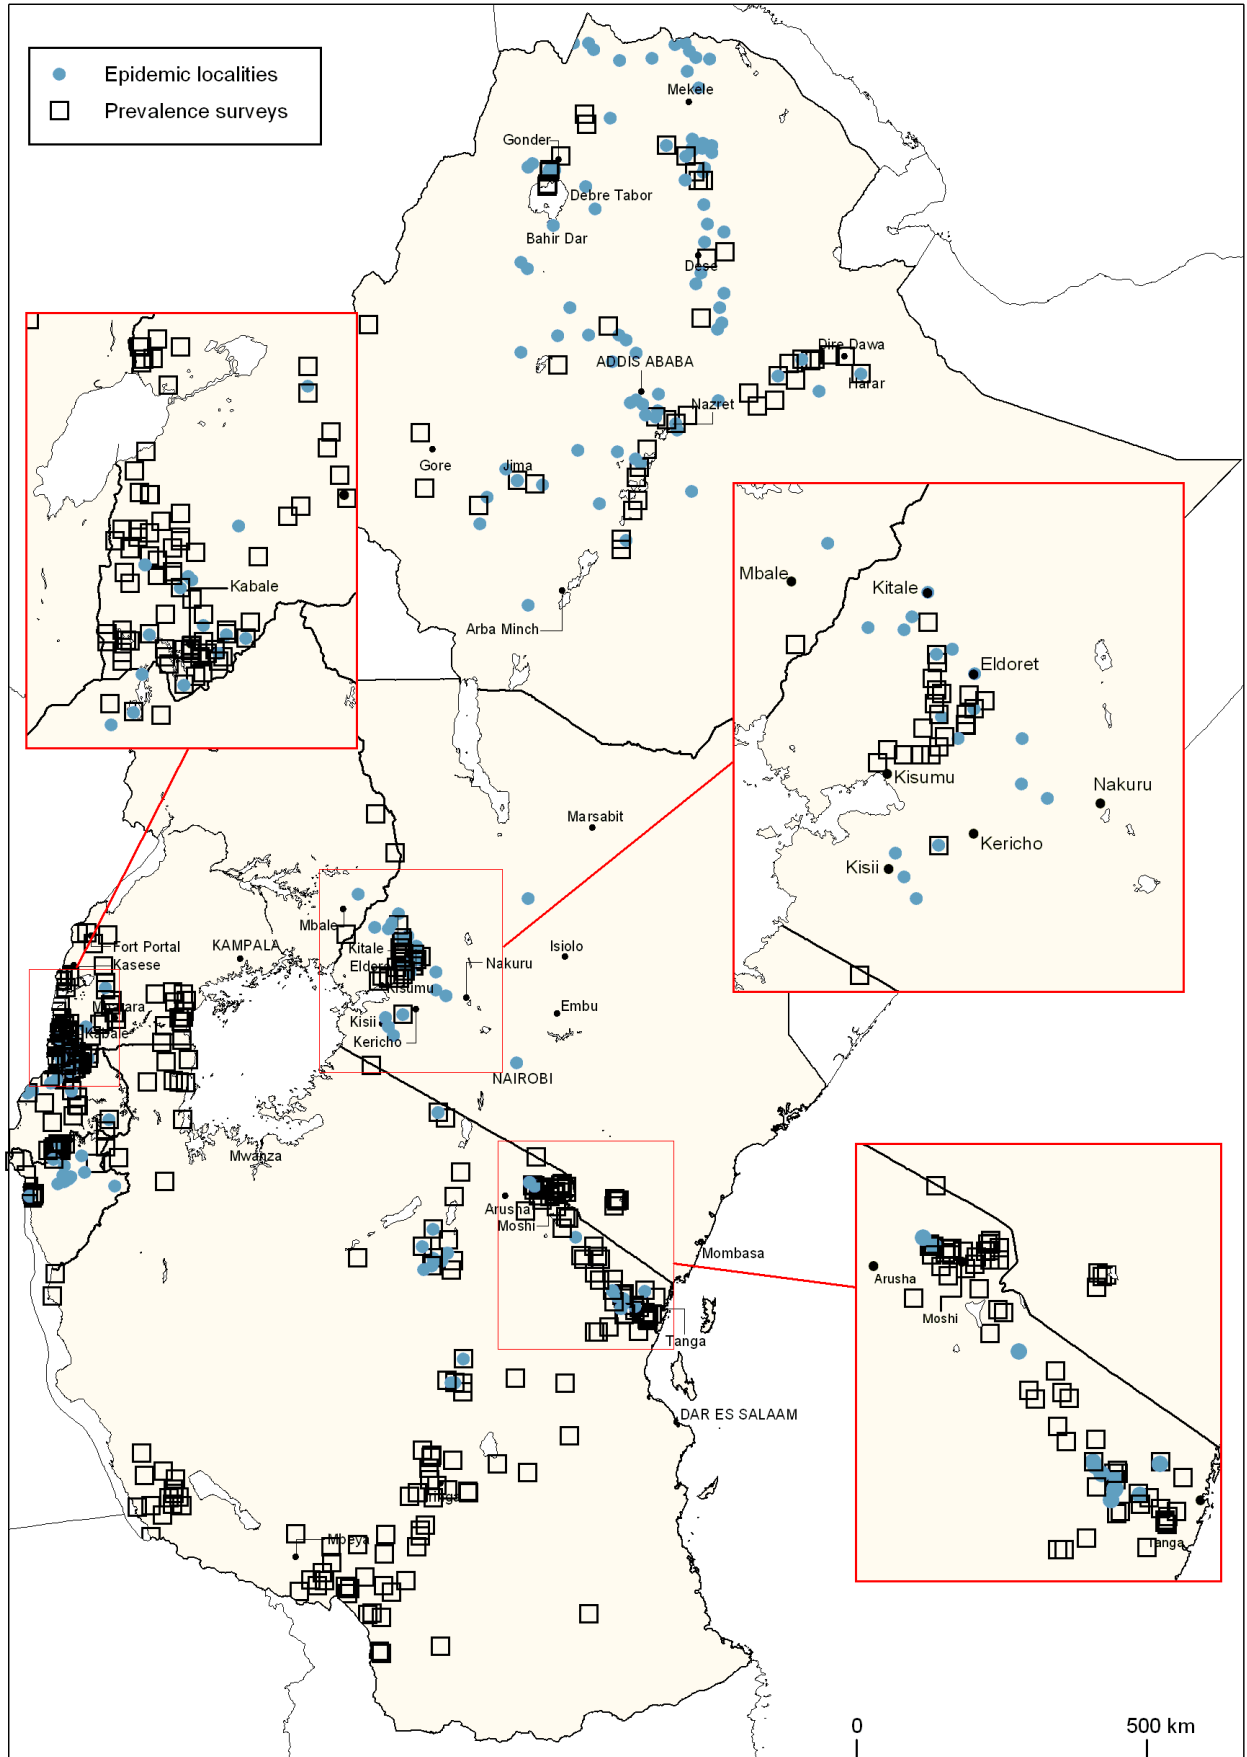 Epidemic localities
Prevalence surveys
Mekele
Gonder
Debre Tabor
Bahir Dar
Dese
Dire Dawa
ADDIS ABABA
Harar
Nazret
Gore
Jima
Arba Minch
Kabale
Mbale
Kitale
Eldoret
Kisumu
Nakuru
Kericho
Kisii
Marsabit
Mbale
Fort Portal
KAMPALA
Kitale
Isiolo
Kasese
Eldoret
Nakuru
Kisumu
Embu
Kisii
Kabale
Kericho
NAIROBI
Mwanza
Arusha
Moshi
Mombasa
Arusha
Moshi
Tanga
DAR ES SALAAM
Tanga
Mbeya
0
500 km